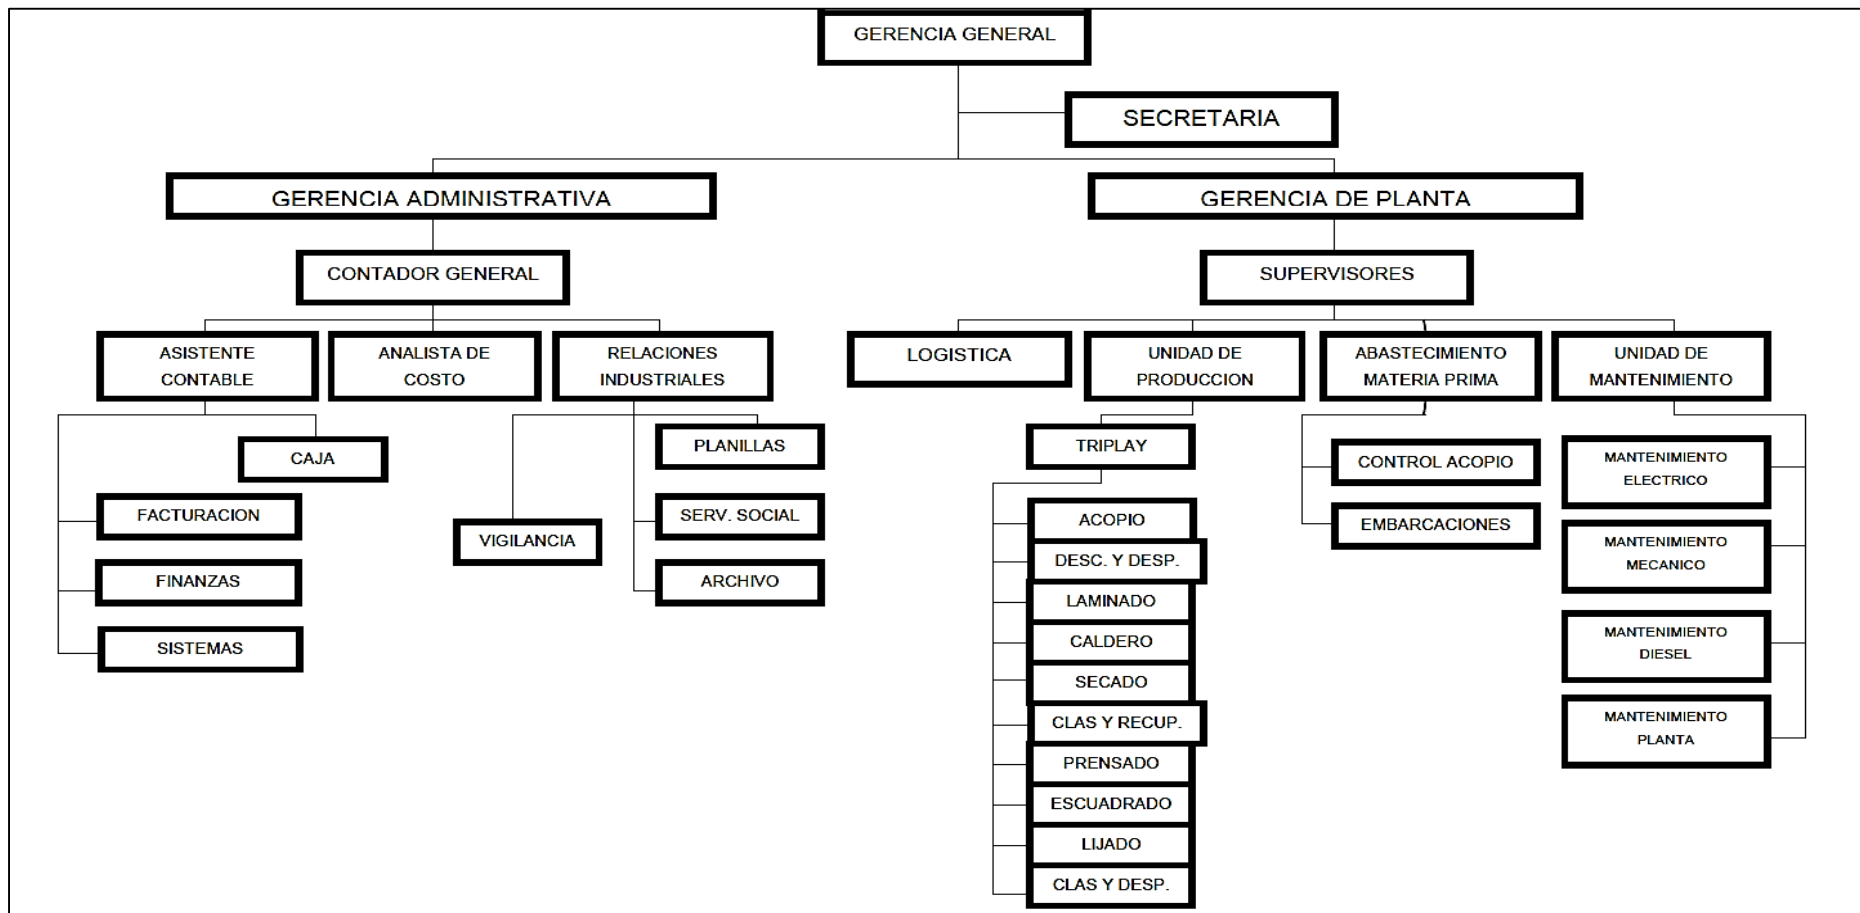 GERENCIA GENERAL
SECRETARIA
GERENCIA ADMINISTRATIVA
GERENCIA DE PLANTA
CONTADOR GENERAL
SUPERVISORES
ASISTENTE
CONTABLE
ANALISTA DE
COSTO
RELACIONES
INDUSTRIALES
LOGISTICA
UNIDAD DE
PRODUCCION
ABASTECIMIENTO
MATERIA PRIMA
UNIDAD DE
MANTENIMIENTO
CAJA
FACTURACION
FINANZAS
SISTEMAS
PLANILLAS
SERV. SOCIAL
VIGILANCIA
ARCHIVO
TRIPLAY
ACOPIO
DESC. Y DESP.
LAMINADO
CALDERO
SECADO
CLAS Y RECUP.
PRENSADO
ESCUADRADO
LIJADO
CLAS Y DESP.
CONTROL ACOPIO
EMBARCACIONES
MANTENIMIENTO
ELECTRICO
MANTENIMIENTO
MECANICO
MANTENIMIENTO
DIESEL
MANTENIMIENTO
PLANTA